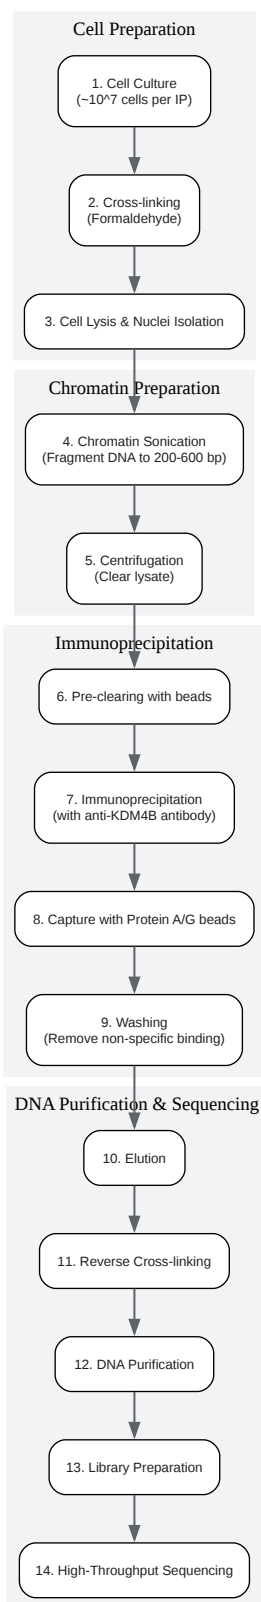 Cell Preparation
1. Cell Culture
(~10^7 cells per IP)
2. Cross-linking
(Formaldehyde)
3. Cell Lysis & Nuclei Isolation
Chromatin Preparation
4. Chromatin Sonication
(Fragment DNA to 200-600 bp)
5. Centrifugation
(Clear lysate)
Immunoprecipitation
6. Pre-clearing with beads
7. Immunoprecipitation
(with anti-KDM4B antibody)
8. Capture with Protein A/G beads
9. Washing
(Remove non-specific binding)
DNA Purification & Sequencing
10. Elution
11. Reverse Cross-linking
12. DNA Purification
13. Library Preparation
14. High-Throughput Sequencing